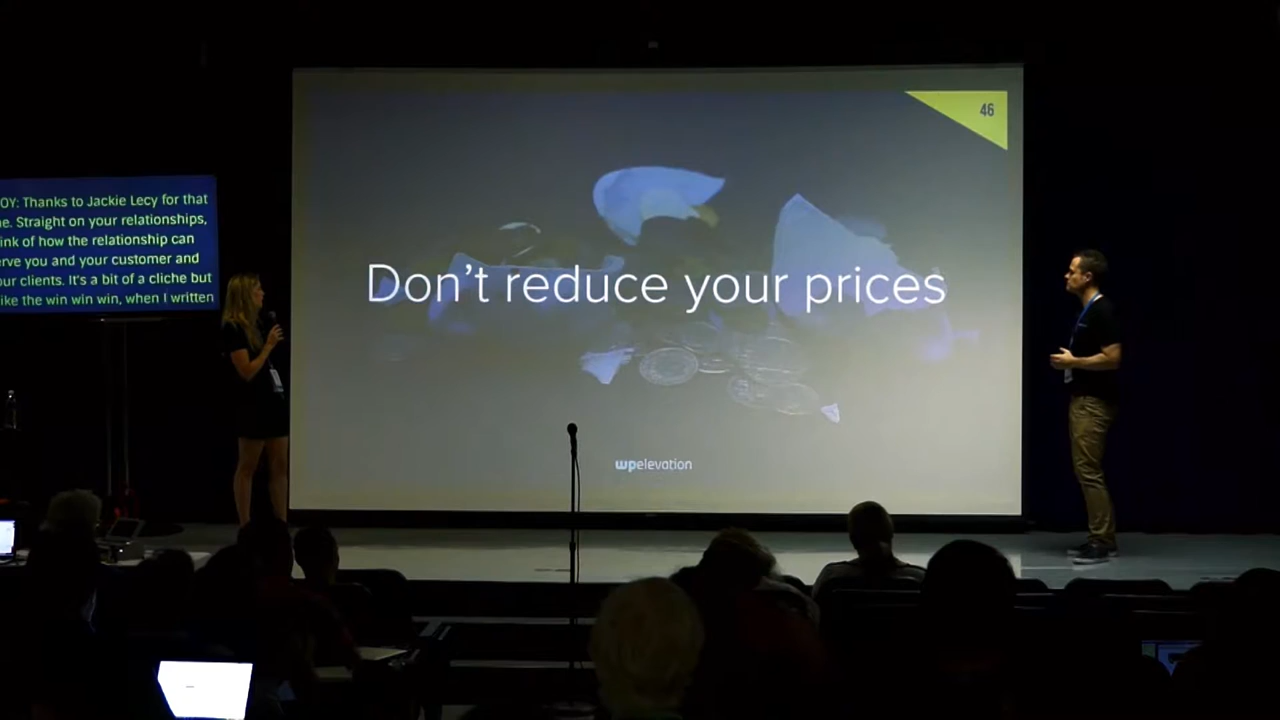 46
OY: Thanks to Jackie Lecy for that
e. Straight on your relationships,
ink of how the relationship can
rve you and your customer and
ur clients. It's a bit of a cliche but
ike the win win win, when I written
Don't reduce your prices
wpelevation